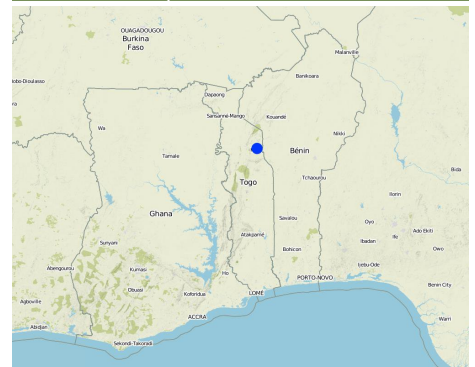 OUAGADOUGOU
Burkina
Faso
Malanville
Banikoara
obo-Dioulasso
Dapaong
Sansanné-Mango
Kouandé
Wa
Nikki
Tamale
Bénin
Bida
Togo
Tchaourou
Ilorin
Ghana
Savalou
Oyo
Ado Ekiti
Ife
Sunyani
Atakpamé
Ibadan
Owo
Bohicon
Abengourou
Kumasi
Ho
Ijebu-Ode
PORTO-NOVO
Obuasi
Benin City
Agboville
Koforidua
LOMÉ
ACCRA
Warri
Abidjan
Sekondi-Takoradi